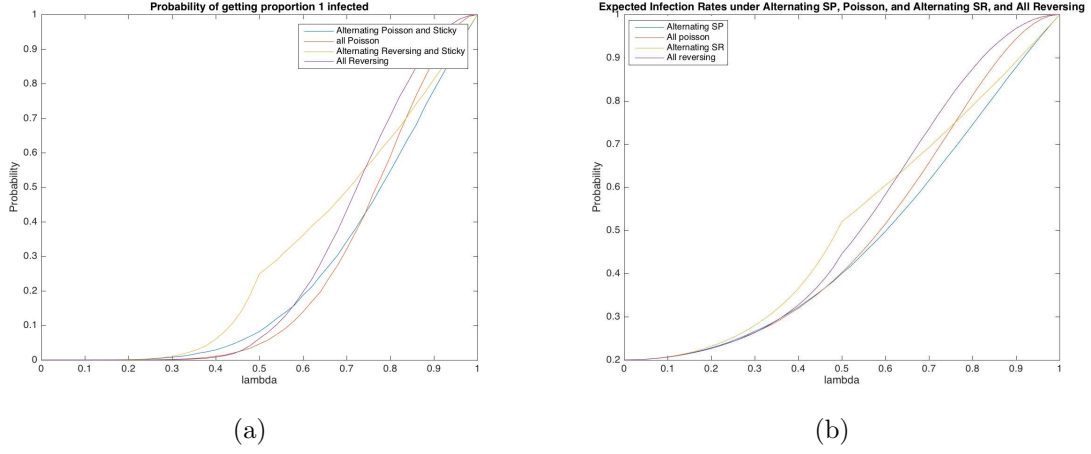 Probability of getting proportion 1 infected
Alternating Poisson and Sticky
all Poisson
Alternating Reversing and Sticky
All Reversing
1
0.9
0.8
0.7
0.6
0.5
0.4
0.3
0.2
0.1
0
Probability
0 0.1 0.2 0.3 0.4 0.5 0.6 0.7 0.8 0.9 1
lambda
(a)
Expected Infection Rates under Alternating SP, Poisson, and Alternating SR, and All Reversing
Alternating SP
All poisson
Alternating SR
All reversing
1
0.9
0.8
0.7
0.6
0.5
0.4
0.3
0.2
Probability
0 0.1 0.2 0.3 0.4 0.5 0.6 0.7 0.8 0.9 1
lambda
(b)